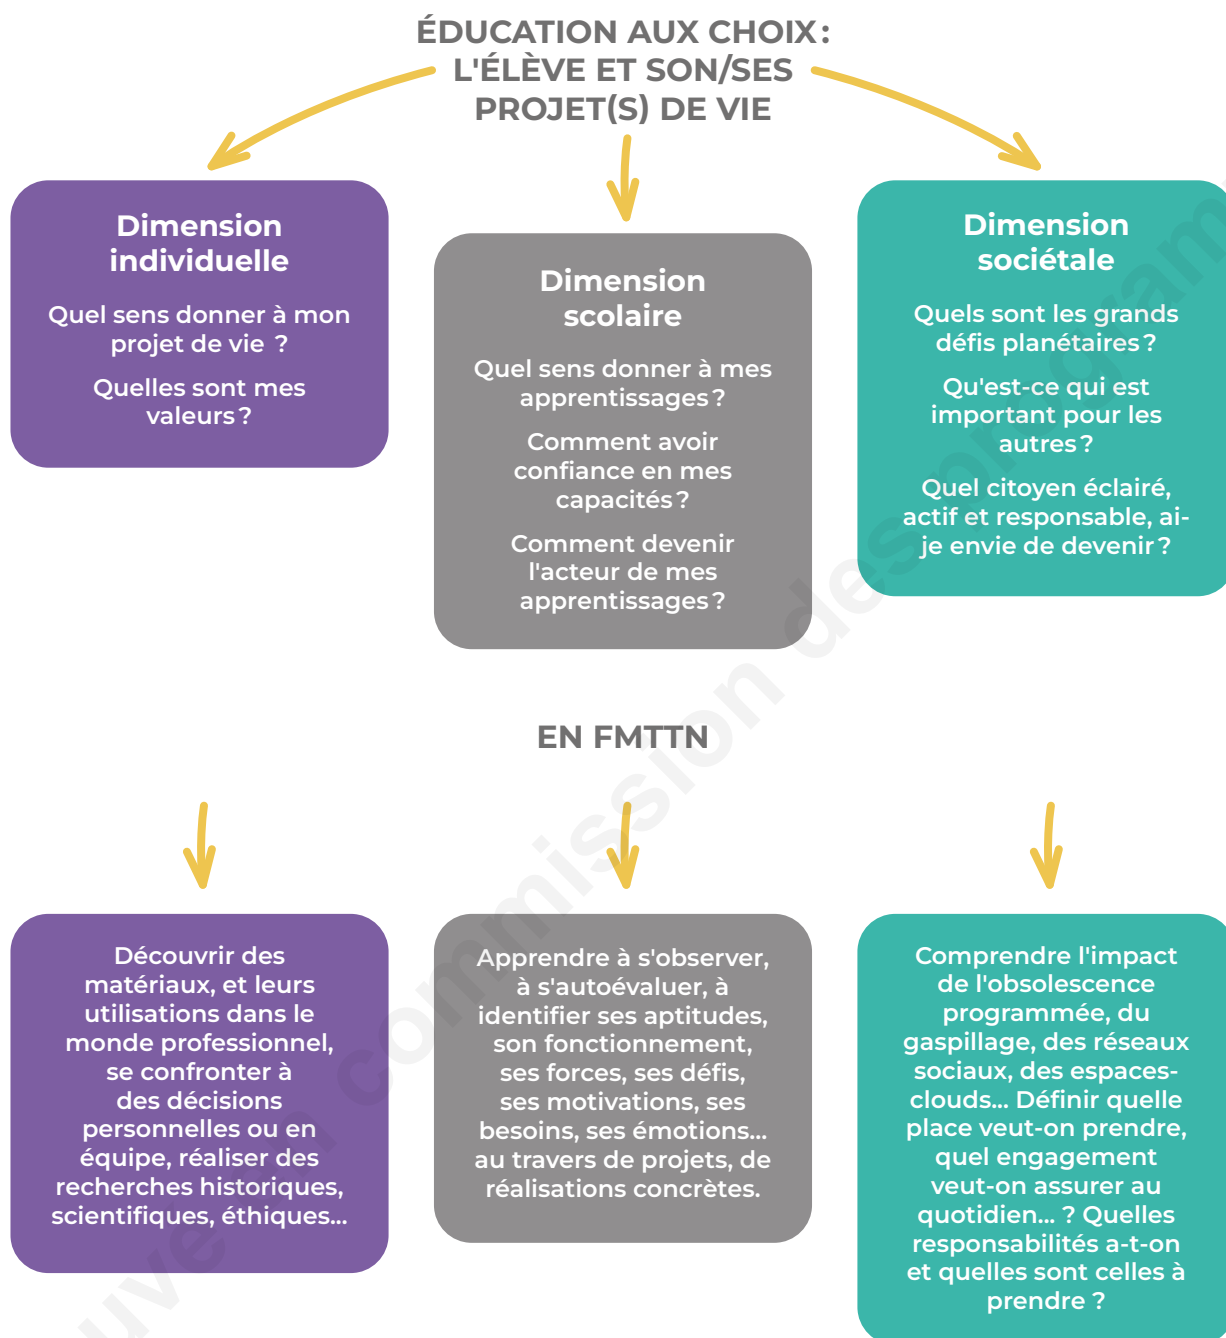 ÉDUCATION AUX CHOIX :
L'ÉLÈVE ET SON/SES
PROJET(S) DE VIE
Dimension
individuelle
Quel sens donner à mon
projet de vie ?
Quelles sont mes
valeurs ?
Dimension
scolaire
Quel sens donner à mes
apprentissages ?
Comment avoir
confiance en mes
capacités ?
Comment devenir
l'acteur de mes
apprentissages ?
Dimension
sociétale
Quels sont les grands
défis planétaires ?
Qu'est-ce qui est
important pour les
autres ?
Quel citoyen éclairé,
actif et responsable, ai-
je envie de devenir ?
EN FMTTN
Découvrir des
matériaux, et leurs
utilisations dans le
monde professionnel,
se confronter à
des décisions
personnelles ou en
équipe, réaliser des
recherches historiques,
scientifiques, éthiques...
Apprendre à s'observer,
à s'autoévaluer, à
identifier ses aptitudes,
son fonctionnement,
ses forces, ses défis,
ses motivations, ses
besoins, ses émotions...
au travers de projets, de
réalisations concrètes.
Comprendre l'impact
de l'obsolescence
programmée, du
gaspillage, des réseaux
sociaux, des espaces-
clouds... Définir quelle
place veut-on prendre,
quel engagement
veut-on assurer au
quotidien... ? Quelles
responsabilités a-t-on
et quelles sont celles à
prendre ?
commission des